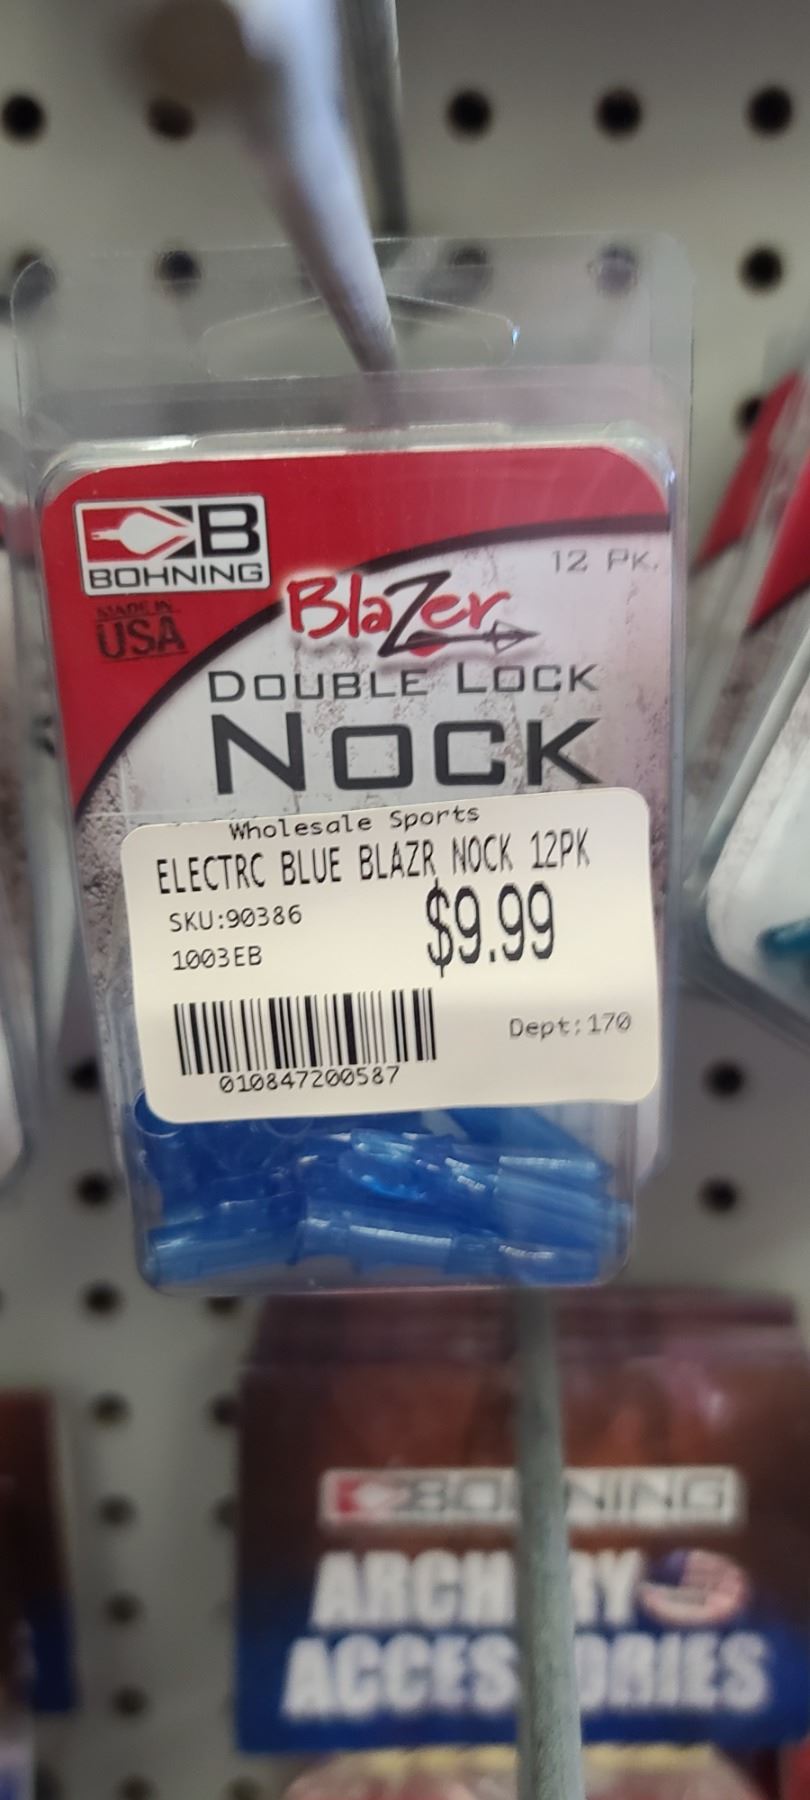 B
BOHNING
MADE IN
USA
12 PK.
BlaZer
DOUBLE LOCK
NOCK
Wholesale Sports
ELECTRC BLUE BLAZR NOCK 12PK
SKU:90386
$9.99
1003EB
Dept:170
010847200587
BOHNING
ARCHERY
ACCESSORIES